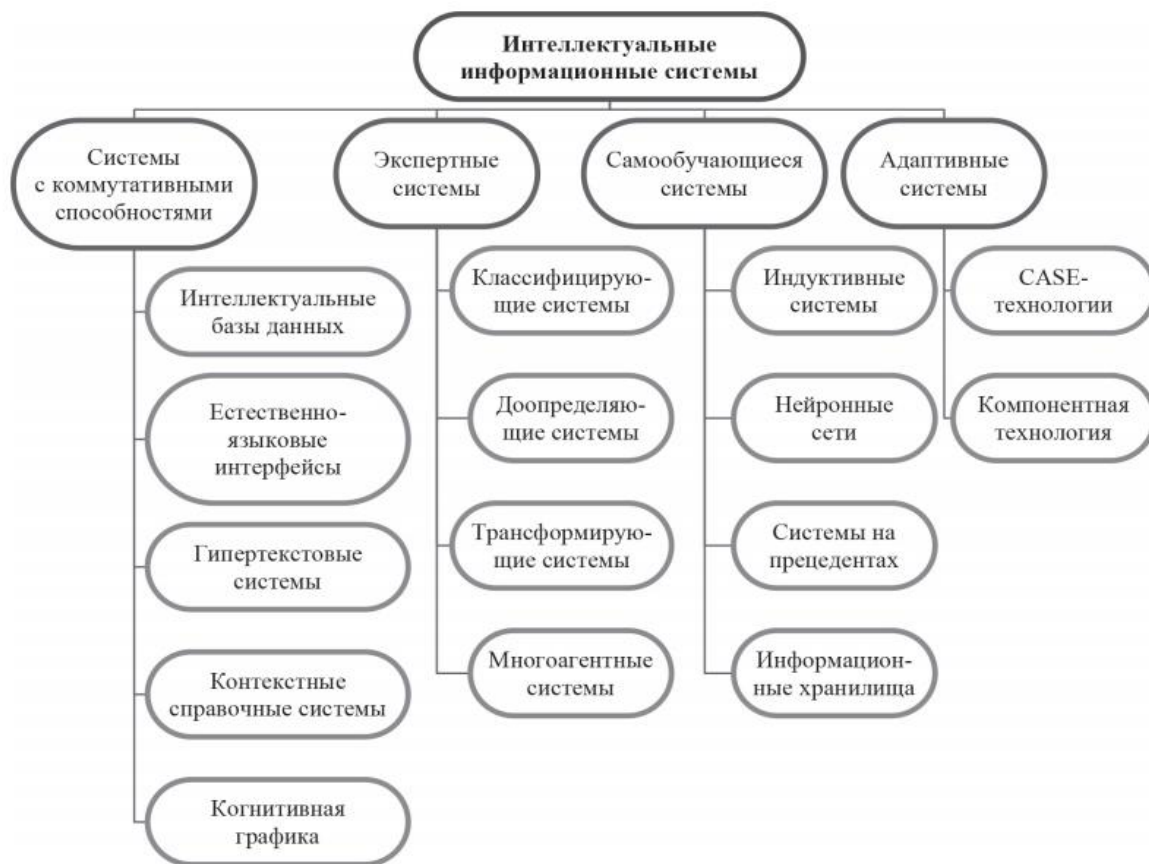 Интеллектуальные
информационные системы
Системы
с коммутативными
способностями
Экспертные
системы
Самообучающиеся
системы
Адаптивные
системы
Интеллектуальные
базы данных
Естественно-
языковые
интерфейсы
Гипертекстовые
системы
Контекстные
справочные системы
Когнитивная
графика
Классифицирую-
щие системы
Доопределяю-
щие системы
Трансформирую-
щие системы
Многоагентные
системы
Индуктивные
системы
Нейронные
сети
Системы на
прецедентах
Информацион-
ные хранилища
CASE-
технологии
Компонентная
технология